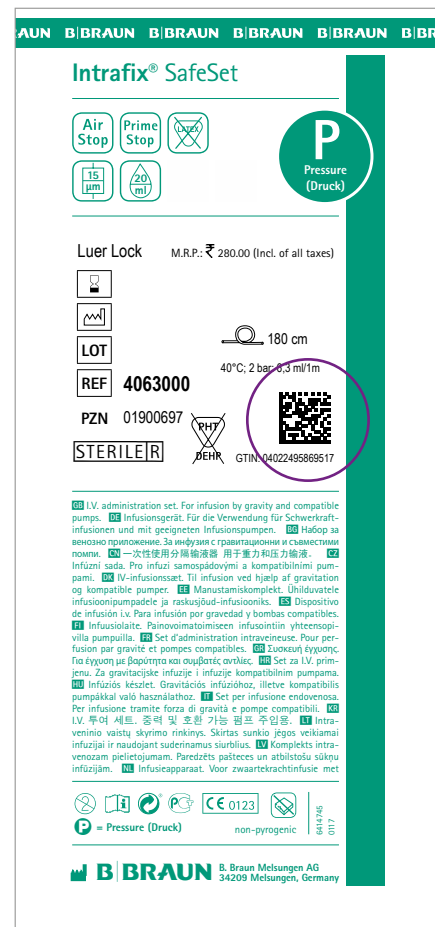 AUN B|BRAUN B|BRAUN B|BRAUN B|BRAUN B|BR
Intrafix® SafeSet
Air Stop
Prime Stop
LATEX
15 µm
20 ml
P
Pressure
(Druck)
Luer Lock M.R.P.: ₹ 280.00 (Incl. of all taxes)
180 cm
LOT
40°C; 2 bar; 6,3 ml/1m
REF 4063000
PZN 01900697
PHT
DEHP
STERILE R
GTIN: 04022495869517
GB I.V. administration set. For infusion by gravity and compatible
pumps. DE Infusionsgerät. Für die Verwendung für Schwerkraft-
infusionen und mit geeigneten Infusionspumpen. BG Набор за
венозно приложение. За инфузия с гравитационни и съвместими
помпи. CN 一次性使用分隔输液器 用于重力和压力输液. CZ
Infúzní sada. Pro infuzi samospádovými a kompatibilními pum-
pami. DK IV-infusionssæt. Til infusion ved hjælp af gravitation
og kompatible pumper. EE Manustamiskomplekt. Ühilduvatele
infusioonipumpadele ja raskusjõud-infusiooniks. ES Dispositivo
de infusión i.v. Para infusión por gravedad y bombas compatibles.
FI Infuusiolaite. Painovoimatoimiseen infusointiin yhteensopi-
villa pumpuilla. FR Set d'administration intraveineuse. Pour per-
fusion par gravité et pompes compatibles. GR Συσκευή έγχυσης.
Για έγχυση με βαρύτητα και συμβατές αντλίες. HR Set za I.V. prim-
jenu. Za gravitacijske infuzije i infuzije kompatibilnim pumpama.
HU Infúziós készlet. Gravitációs infúzióhoz, illetve kompatibilis
pumpákkal való használathoz. IT Set per infusione endovenosa.
Per infusione tramite forza di gravità e pompe compatibili. KR
I.V. 투여 세트. 중력 및 호환 가능 펌프 주입용. LT Intra-
veninio vaistų skyrimo rinkinys. Skirtas sunkio jėgos veikiamai
infuzijai ir naudojant suderinamus siurblius. LV Komplekts intra-
venozam pielietojumam. Paredzēts pašteces un atbilstošu sūkņu
infūzijām. NL Infusieapparaat. Voor zwaartekrachtinfusie met
2
i
PG
CE 0123
P = Pressure (Druck)
non-pyrogenic
6414745
0117
B|BRAUN
B. Braun Melsungen AG
34209 Melsungen, Germany